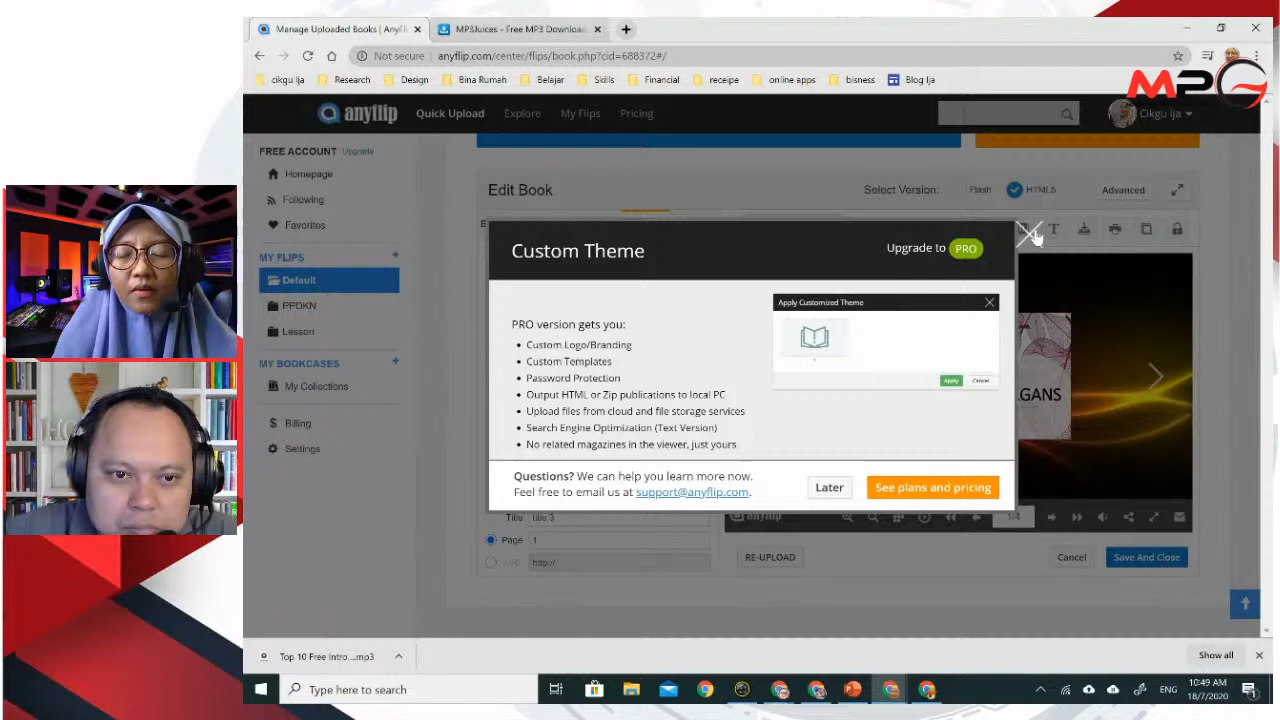 Manage Uploaded Books | AnyFl
MP3Juices - Free MP3 Download
Not secure | anyflip.com/center/flips/book.php?cid=688372#/
cikgu Ija
Research
Design
Bina Rumah
Belajar
Skills
Financial
receipe
online apps
bisness
Blog Ija
MPG
anyflip
Quick Upload
Explore
My Flips
Pricing
Cikgu Ija
FREE ACCOUNT Upgrade
Homepage
Following
Favorites
MY FLIPS
Default
PPDKN
Lesson
MY BOOKCASES
My Collections
Billing
Settings
Edit Book
Select Version:
Flash
HTML5
Advanced
Custom Theme
Upgrade to PRO
PRO version gets you:
• Custom Logo/Branding
• Custom Templates
• Password Protection
• Output HTML or Zip publications to local PC
• Upload files from cloud and file storage services
• Search Engine Optimization (Text Version)
• No related magazines in the viewer, just yours
Apply Customized Theme
Apply
Cancel
GANS
Questions? We can help you learn more now.
Feel free to email us at support@anyflip.com.
Later
See plans and pricing
Title: title 3
Page 1
URL http://
anyflip
1/4
RE-UPLOAD
Cancel
Save And Close
Top 10 Free Intro....mp3
Show all
Type here to search
ENG
10:49 AM
18/7/2020